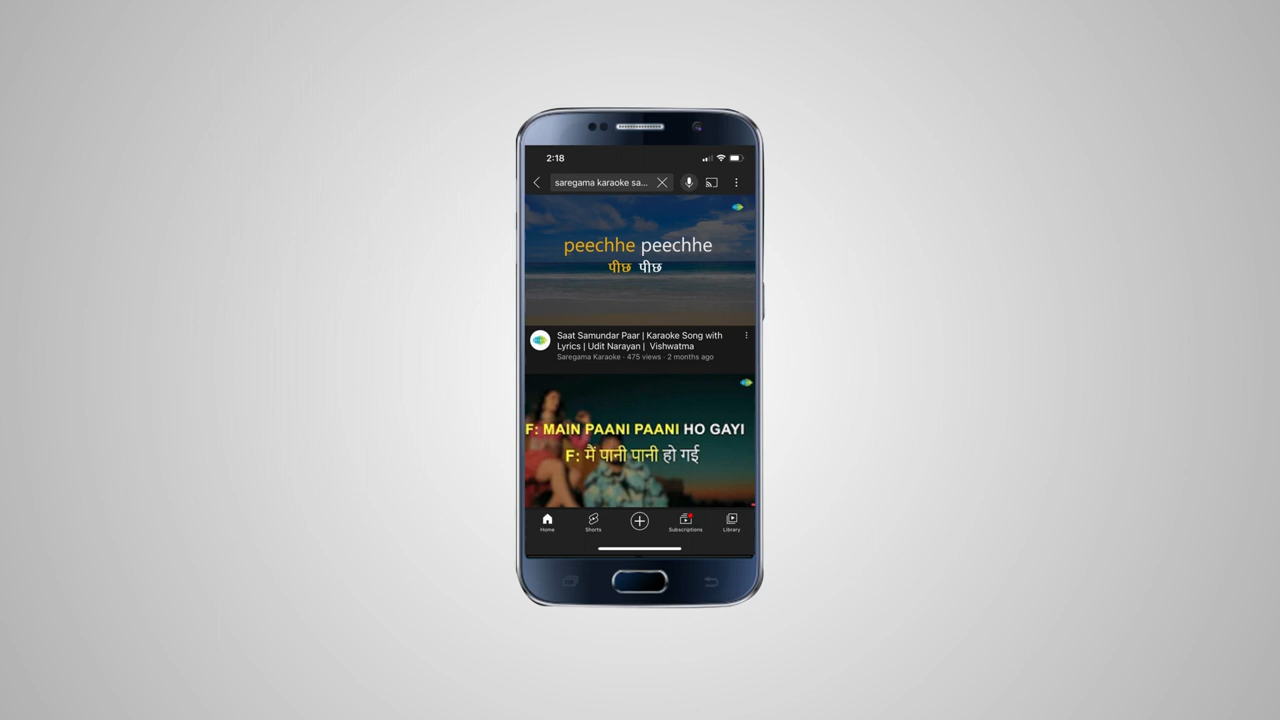 2:18
saregama karaoke sa...
peechhe peechhe
पीछ पीछ
Saat Samundar Paar | Karaoke Song with
Lyrics | Udit Narayan | Vishwatma
Saregama Karaoke · 475 views · 2 months ago
F: MAIN PAANI PAANI HO GAYI
F: मैं पानी पानी हो गई
Home Shorts Subscriptions Library